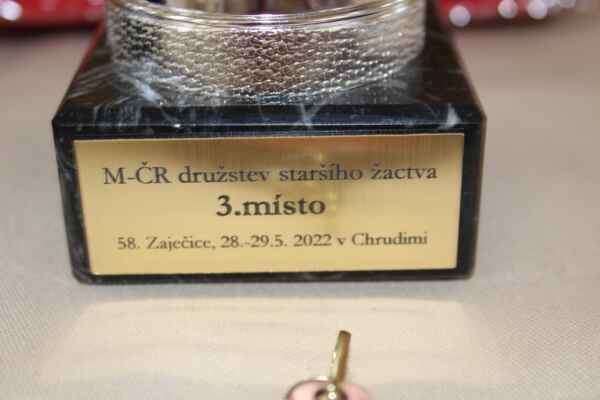 M-ČR družstev staršího žactva
3.místo
58. Zaječice, 28.-29.5. 2022 v Chrudimi